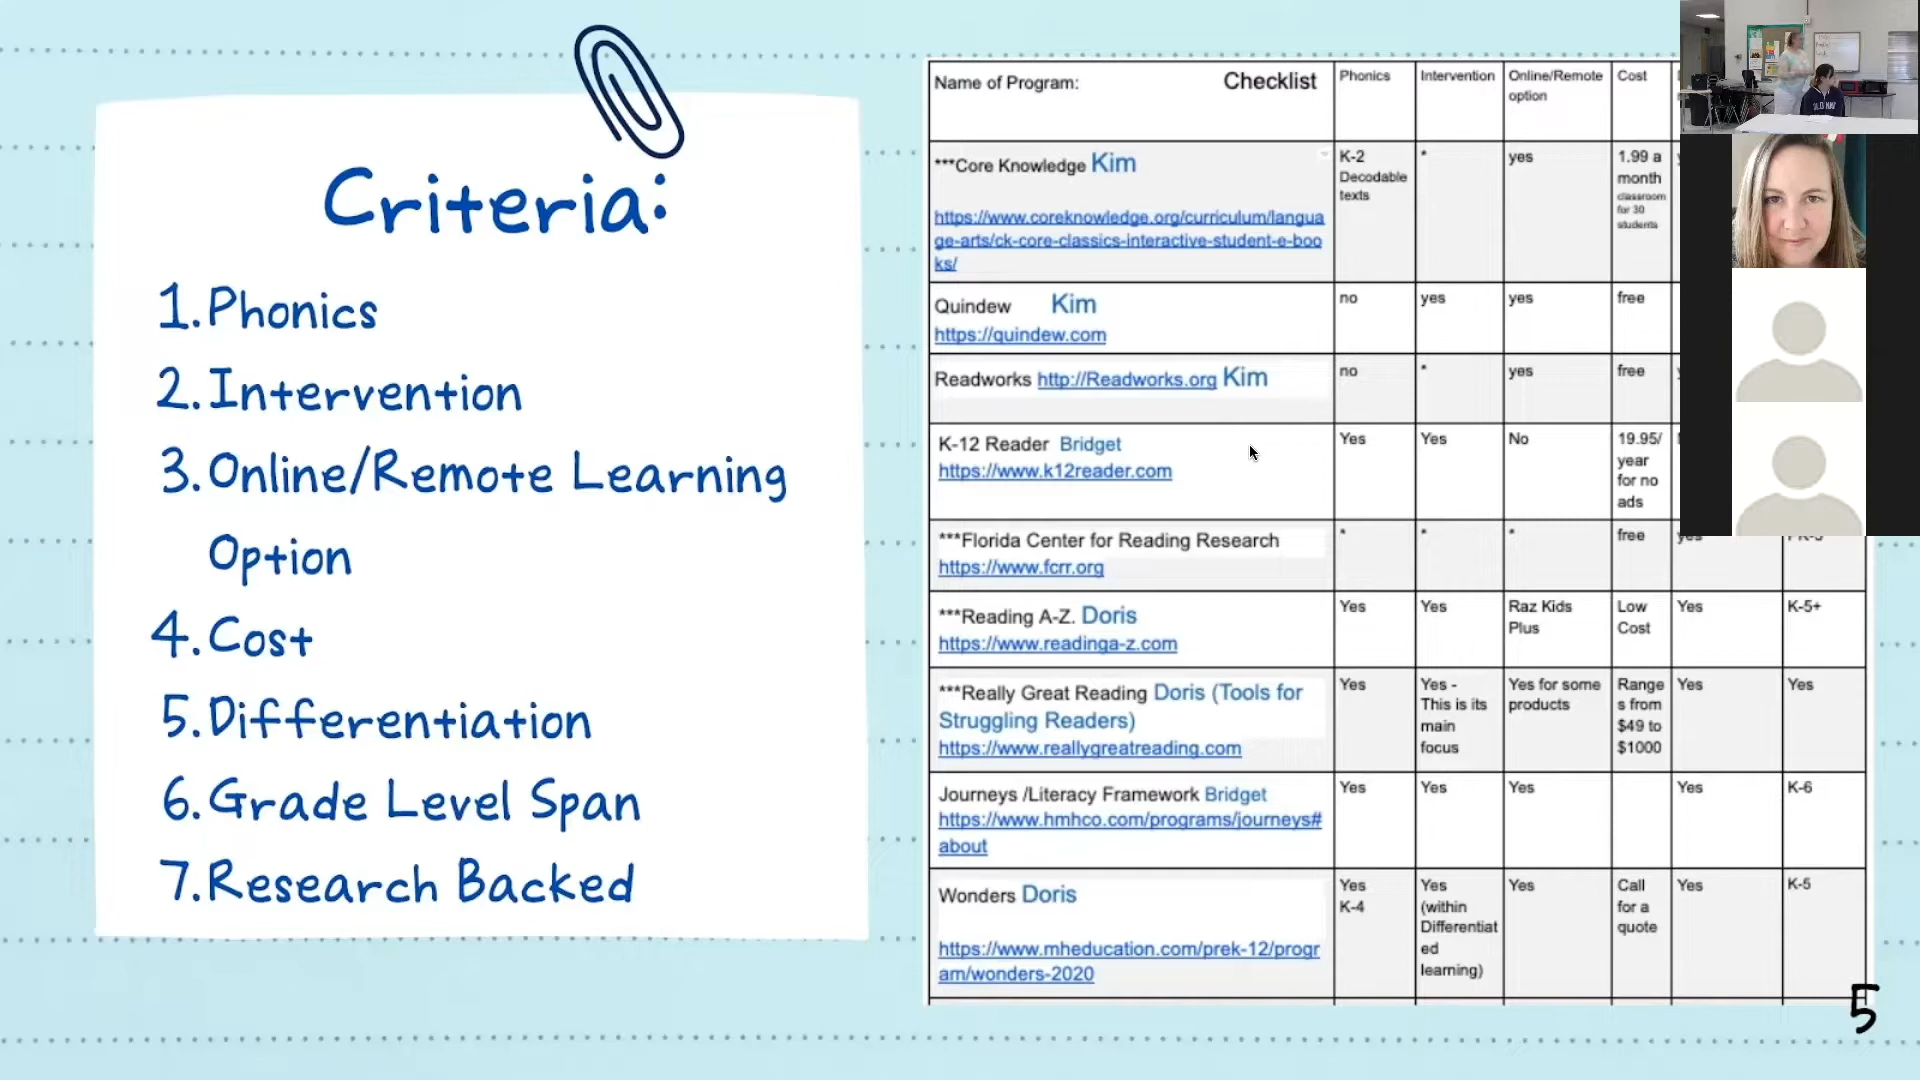 Criteria:
1. Phonics
2. Intervention
3. Online/Remote Learning
Option
4. Cost
5. Differentiation
6. Grade Level Span
7. Research Backed
Name of Program: Checklist
Phonics
Intervention
Online/Remote
option
Cost
***Core Knowledge Kim
https://www.coreknowledge.org/curriculum/langua
ge-arts/ck-core-classics-interactive-student-e-boo
ks/
K-2
Decodable
texts
*
yes
1.99 a
month
classroom
for 30
students
Quindew Kim
https://quindew.com
no
yes
yes
free
Readworks http://Readworks.org Kim
no
*
yes
free
K-12 Reader Bridget
https://www.k12reader.com
Yes
Yes
No
19.95/
year
for no
ads
***Florida Center for Reading Research
https://www.fcrr.org
*
*
*
free
yes
***Reading A-Z. Doris
https://www.readinga-z.com
Yes
Yes
Raz Kids
Plus
Low
Cost
Yes
K-5+
***Really Great Reading Doris (Tools for
Struggling Readers)
https://www.reallygreatreading.com
Yes
Yes -
This is its
main
focus
Yes for some
products
Range
s from
$49 to
$1000
Yes
Yes
Journeys /Literacy Framework Bridget
https://www.hmhco.com/programs/journeys#
about
Yes
Yes
Yes
Yes
K-6
Wonders Doris
https://www.mheducation.com/prek-12/progr
am/wonders-2020
Yes
K-4
Yes
(within
Differentiat
ed
learning)
Yes
Call
for a
quote
Yes
K-5
5
OLD NAVY